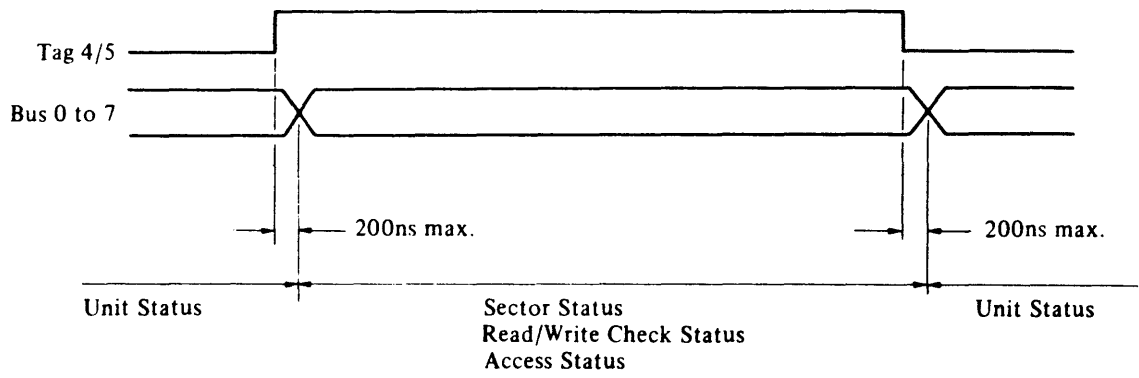 Tag 4/5
Bus 0 to 7
200ns max.
200ns max.
Unit Status
Sector Status
Read/Write Check Status
Access Status
Unit Status